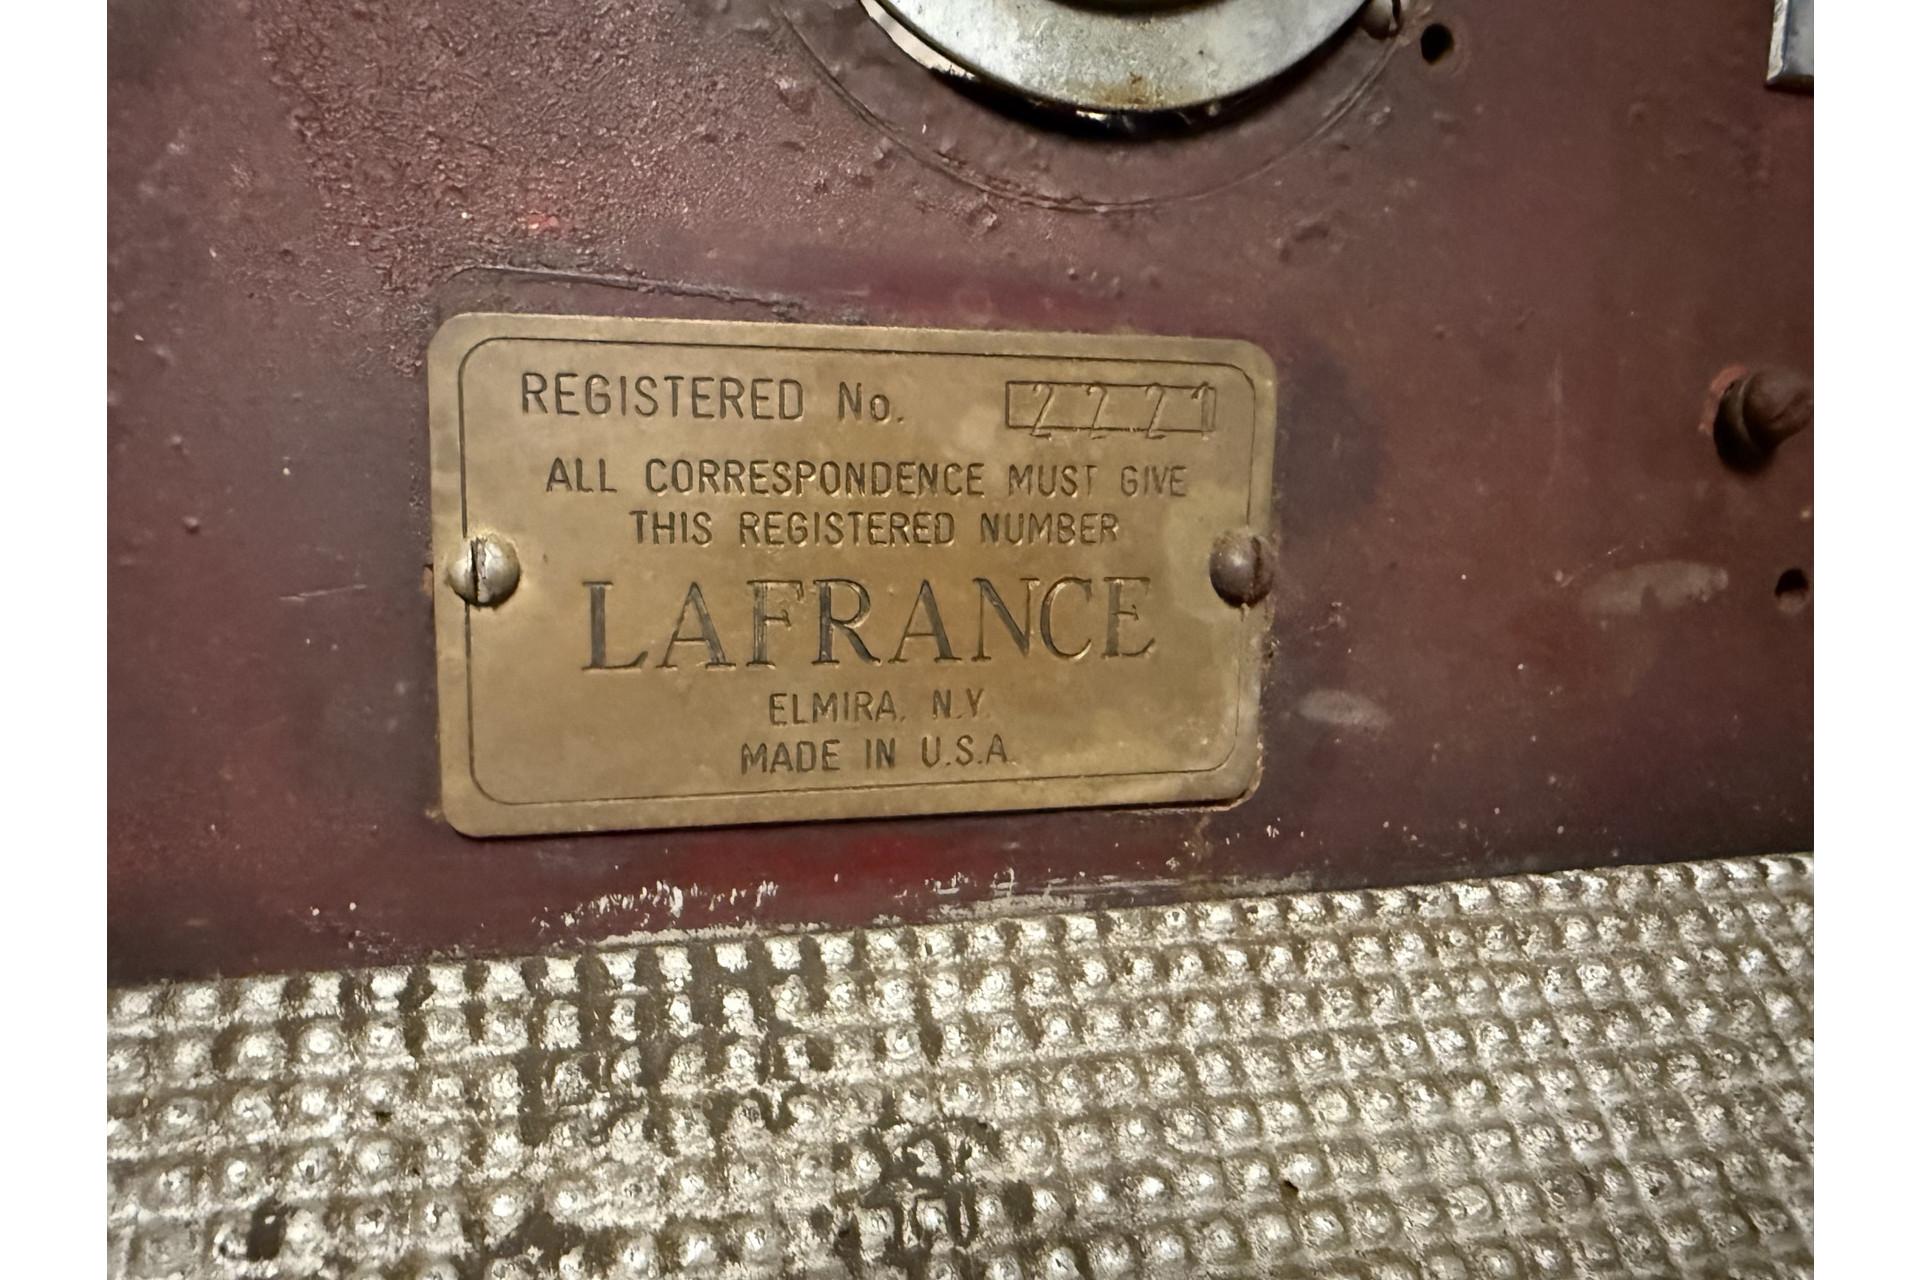 REGISTERED No. 2221
ALL CORRESPONDENCE MUST GIVE
THIS REGISTERED NUMBER
LAFRANCE
ELMIRA, N.Y.
MADE IN U.S.A.